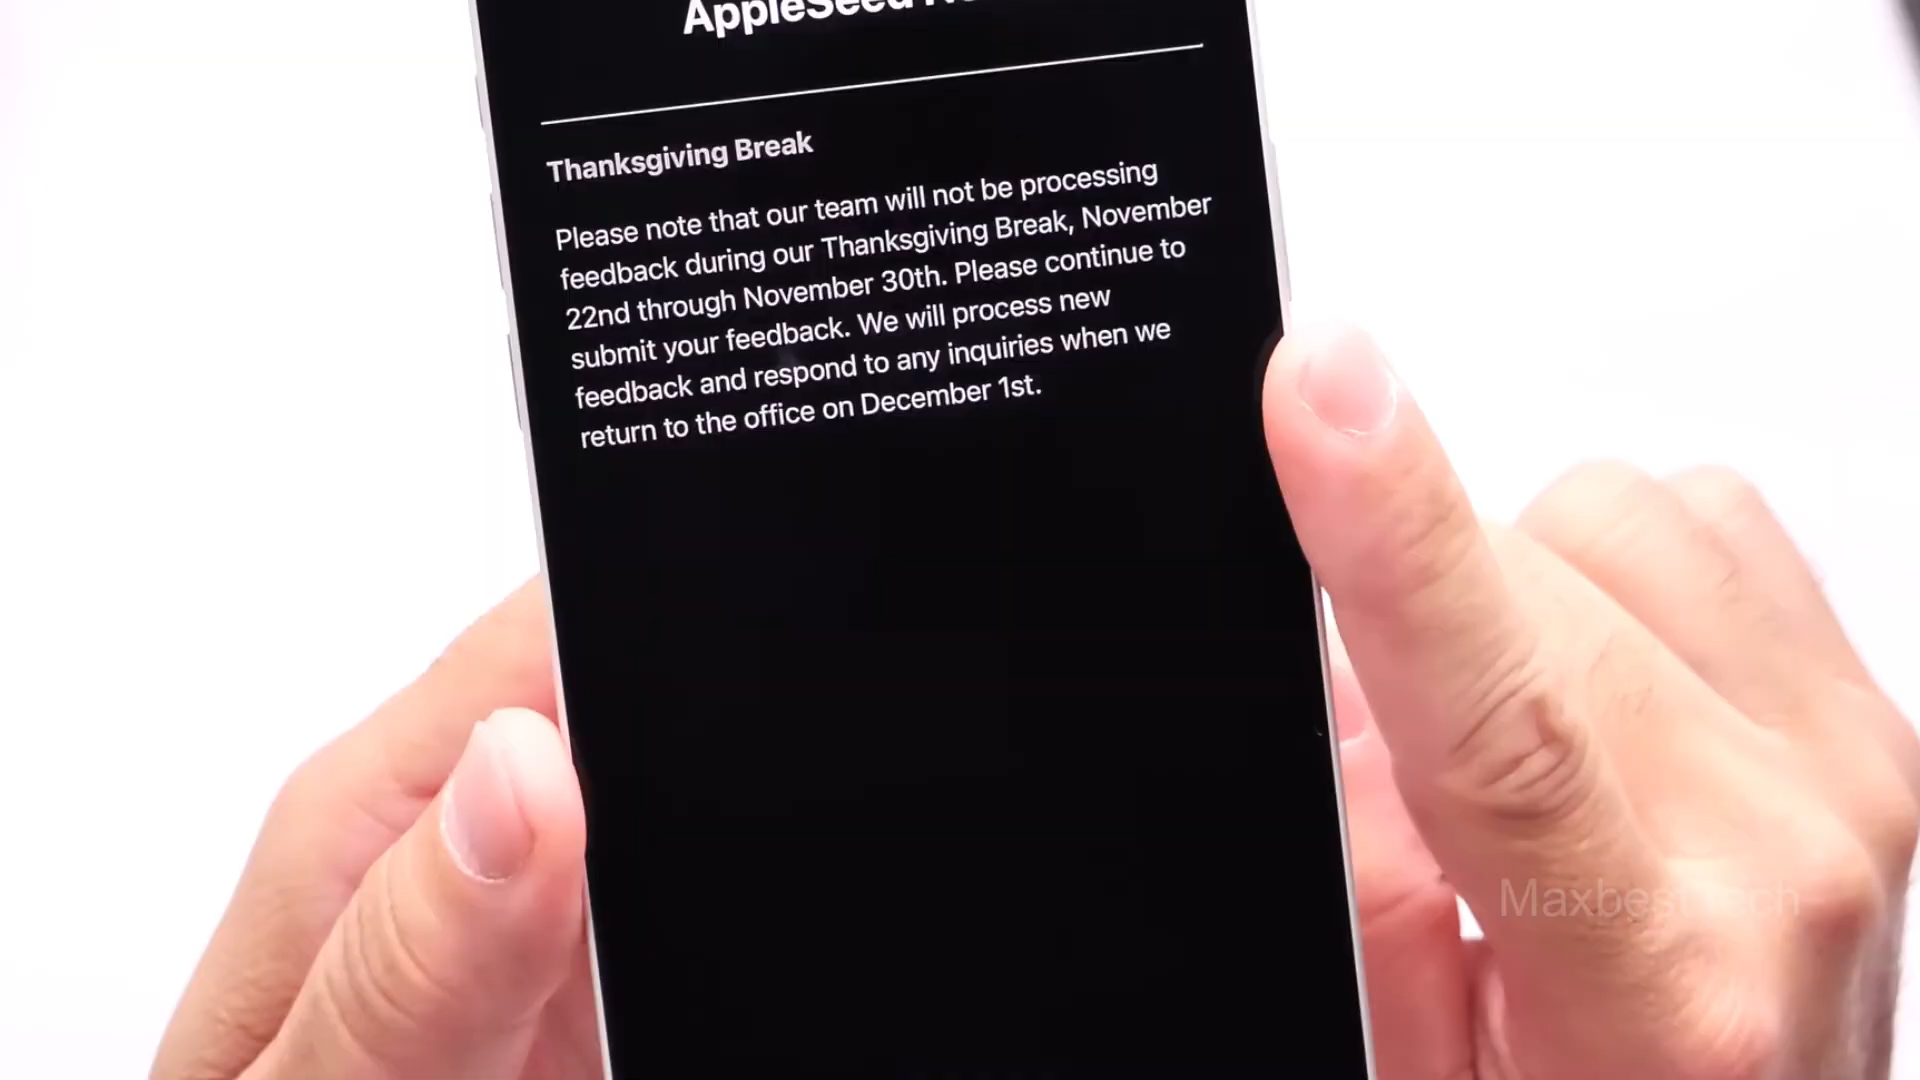 AppleSeed
Thanksgiving Break
Please note that our team will not be processing
feedback during our Thanksgiving Break, November
22nd through November 30th. Please continue to
submit your feedback. We will process new
feedback and respond to any inquiries when we
return to the office on December 1st.
MaxbestTech